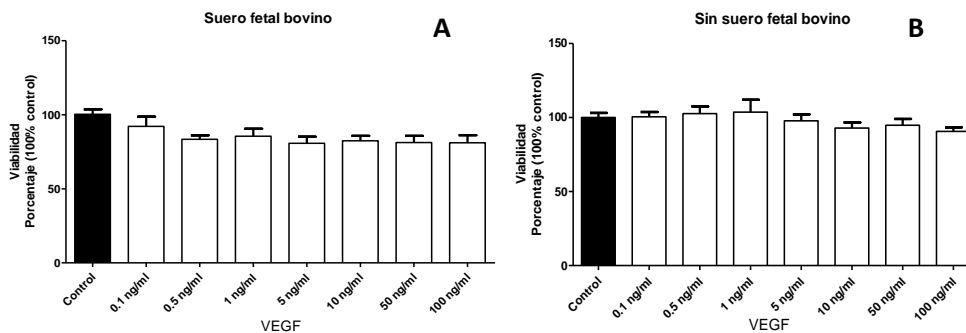 Suero fetal bovino
A
Viabilidad
Porcentaje (100% control)
150
100
50
0
Control
0.1 ng/ml
0.5 ng/ml
1 ng/ml
5 ng/ml
10 ng/ml
50 ng/ml
100 ng/ml
VEGF
Sin suero fetal bovino
B
Viabilidad
Porcentaje (100% control)
150
100
50
0
Control
0.1 ng/ml
0.5 ng/ml
1 ng/ml
5 ng/ml
10 ng/ml
50 ng/ml
100 ng/ml
VEGF